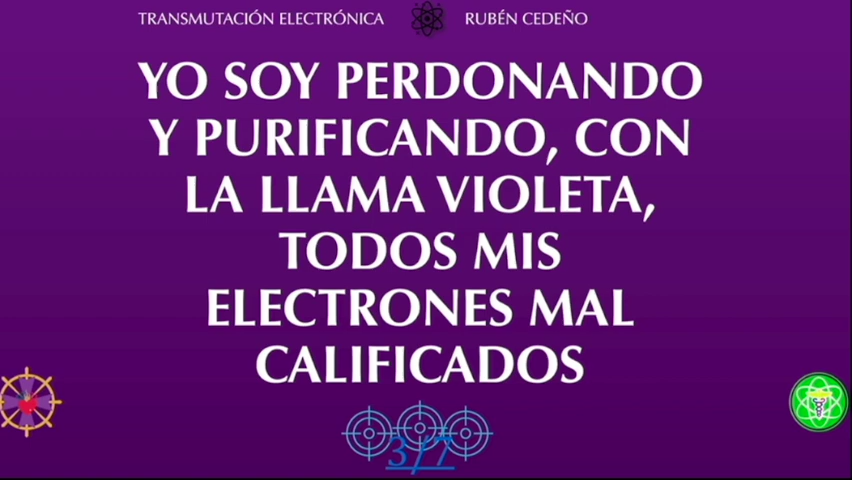 TRANSMUTACIÓN ELECTRÓNICA RUBÉN CEDEÑO
YO SOY PERDONANDO
Y PURIFICANDO, CON
LA LLAMA VIOLETA,
TODOS MIS
ELECTRONES MAL
CALIFICADOS
3/7